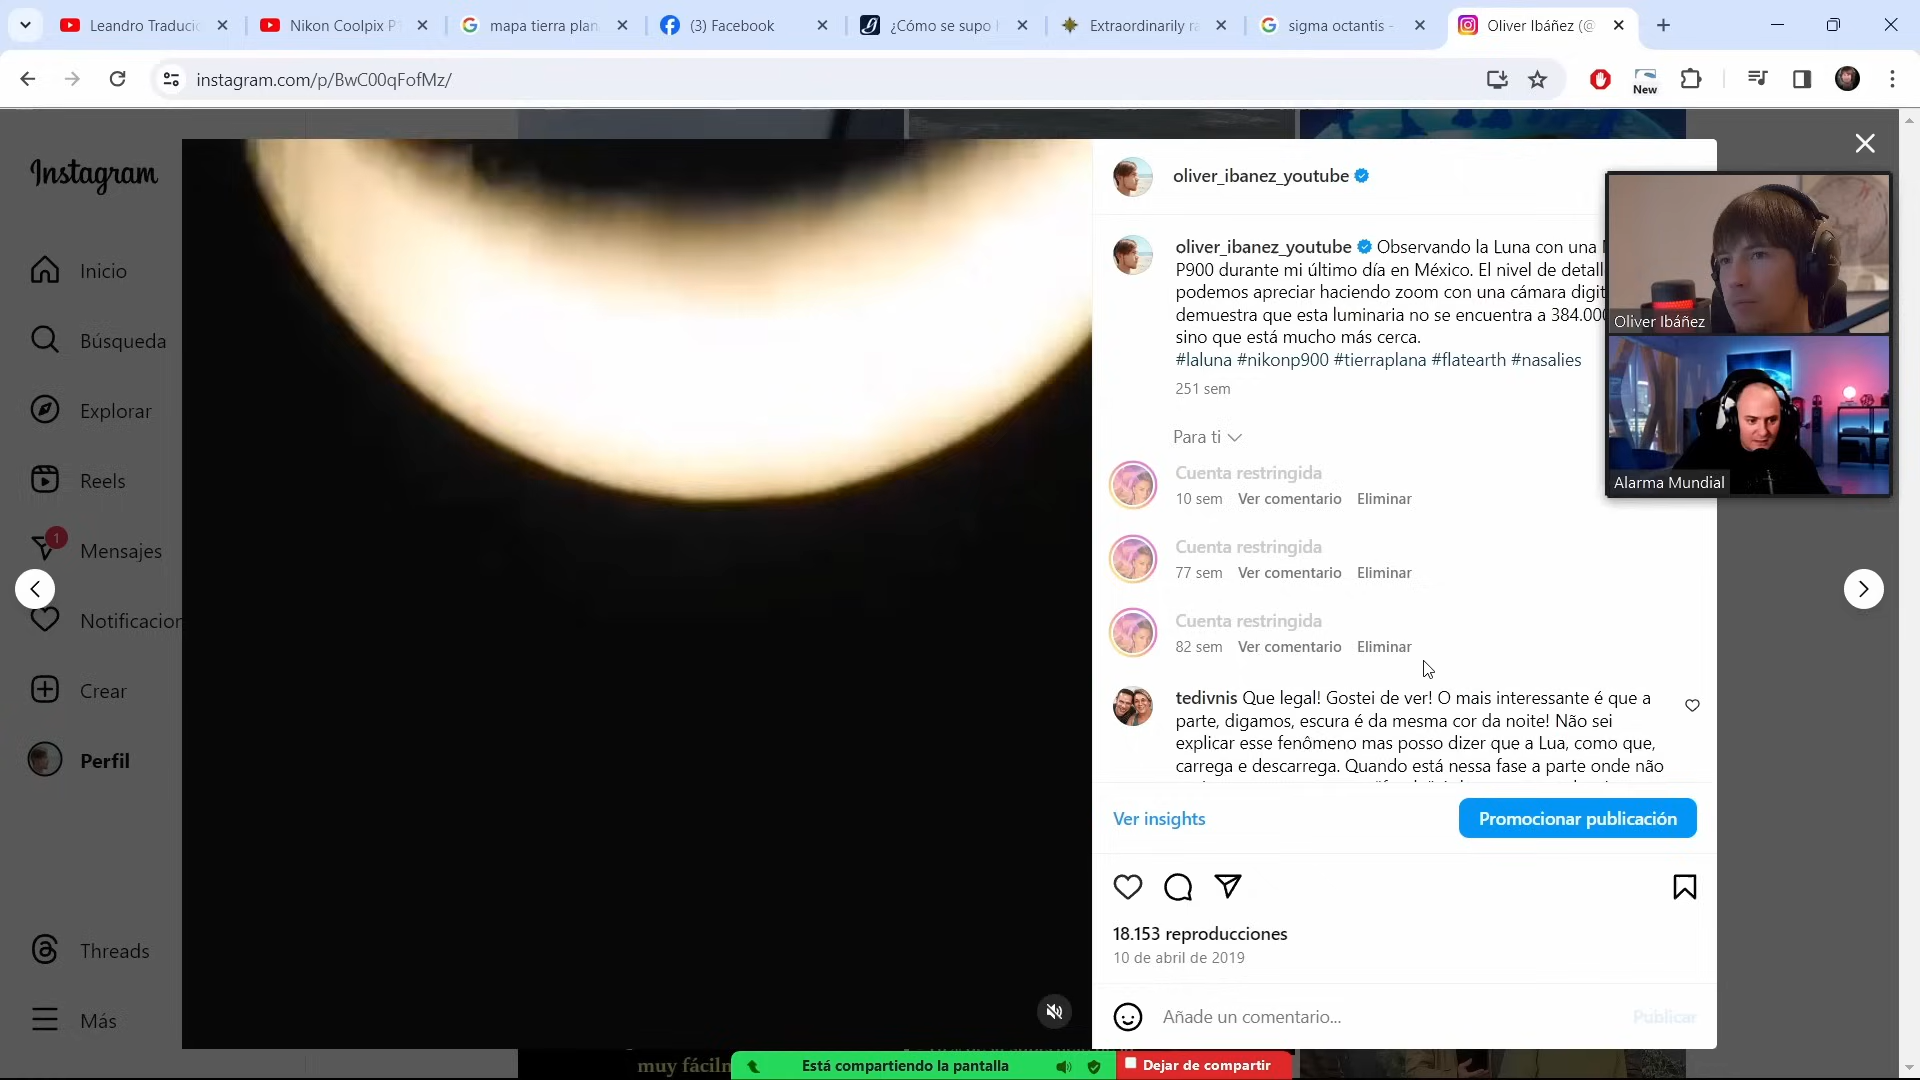 Leandro Traducio
Nikon Coolpix P
mapa tierra plan
(3) Facebook
¿Cómo se supo
Extraordinarily ra
sigma octantis -
Oliver Ibáñez (@
instagram.com/p/BwC00qFofMz/
New
Instagram
Inicio
Búsqueda
Explorar
Reels
1
Mensajes
Notificacion
Crear
Perfil
Threads
Más
oliver_ibanez_youtube
oliver_ibanez_youtube Observando la Luna con una
P900 durante mi último día en México. El nivel de detall
podemos apreciar haciendo zoom con una cámara digit
demuestra que esta luminaria no se encuentra a 384.000
sino que está mucho más cerca.
#laluna #nikonp900 #tierraplana #flatearth #nasalies
251 sem
Para ti
Cuenta restringida
10 sem Ver comentario Eliminar
Cuenta restringida
77 sem Ver comentario Eliminar
Cuenta restringida
82 sem Ver comentario Eliminar
tedivnis Que legal! Gostei de ver! O mais interessante é que a
parte, digamos, escura é da mesma cor da noite! Não sei
explicar esse fenômeno mas posso dizer que a Lua, como que,
carrega e descarrega. Quando está nessa fase a parte onde não
Ver insights
Promocionar publicación
18.153 reproducciones
10 de abril de 2019
Añade un comentario...
Publicar
Oliver Ibáñez
Alarma Mundial
muy fáciln
Está compartiendo la pantalla
Dejar de compartir